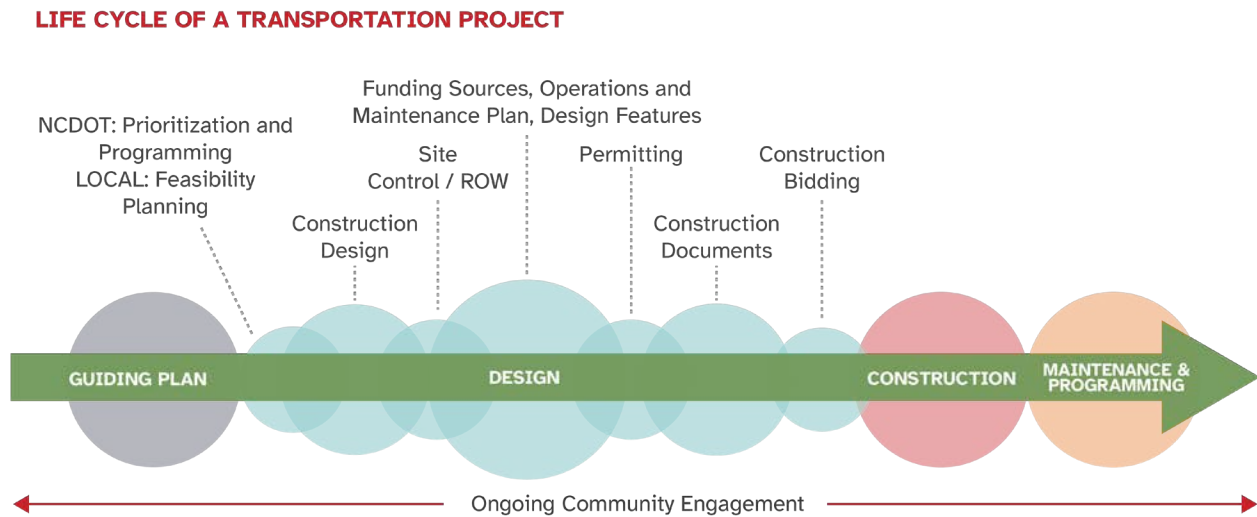 LIFE CYCLE OF A TRANSPORTATION PROJECT
NCDOT: Prioritization and
Programming
LOCAL: Feasibility
Planning
Construction
Design
Site
Control / ROW
Funding Sources, Operations and
Maintenance Plan, Design Features
Permitting
Construction
Documents
Construction
Bidding
GUIDING PLAN
DESIGN
CONSTRUCTION
MAINTENANCE &
PROGRAMMING
Ongoing Community Engagement